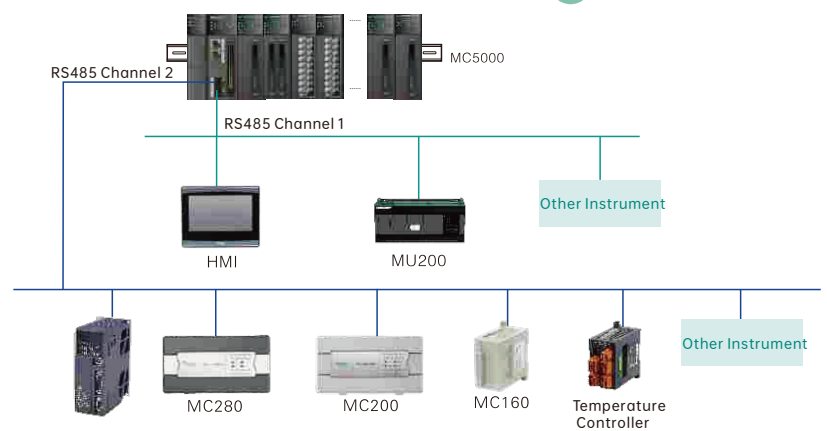 MC5000
RS485 Channel 2
RS485 Channel 1
Other Instrument
HMI
MU200
Other Instrument
MC280
MC200
MC160
Temperature
Controller